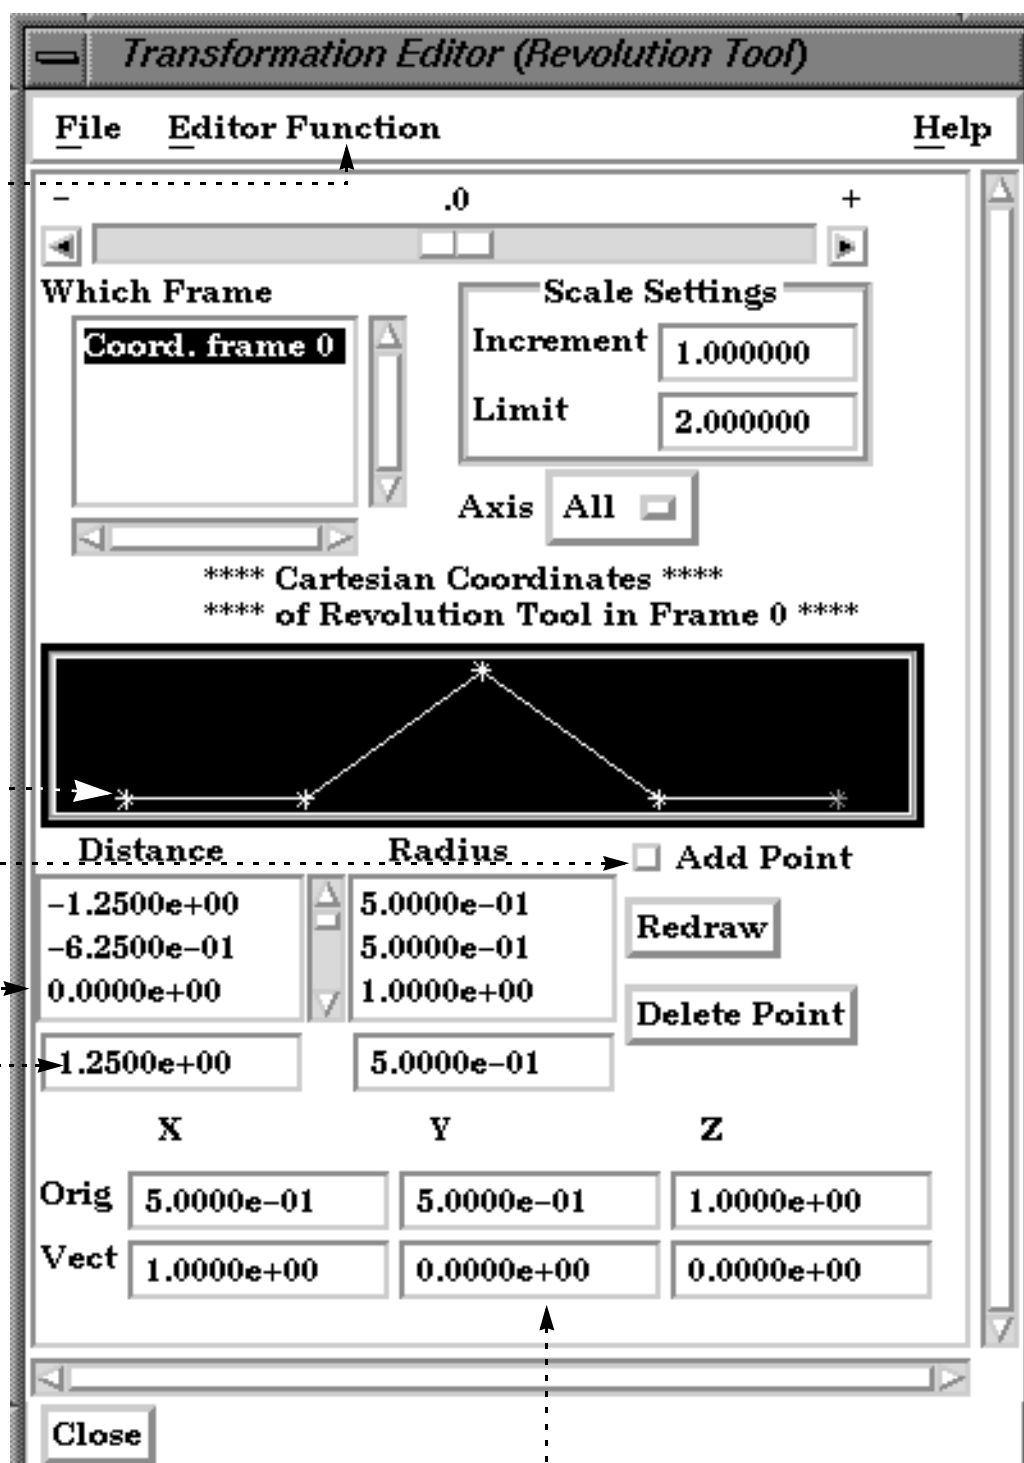 Transformation Editor (Revolution Tool)
File Editor Function Help
– .0 +
Which Frame
Scale Settings
Coord. frame 0
Increment 1.000000
Limit 2.000000
Axis All
**** Cartesian Coordinates ****
**** of Revolution Tool in Frame 0 ****
Distance Radius Add Point
–1.2500e+00 5.0000e–01
Redraw
–6.2500e–01 5.0000e–01
0.0000e+00 1.0000e+00
Delete Point
1.2500e+00 5.0000e–01
X Y Z
Orig 5.0000e–01 5.0000e–01 1.0000e+00
Vect 1.0000e+00 0.0000e+00 0.0000e+00
Close